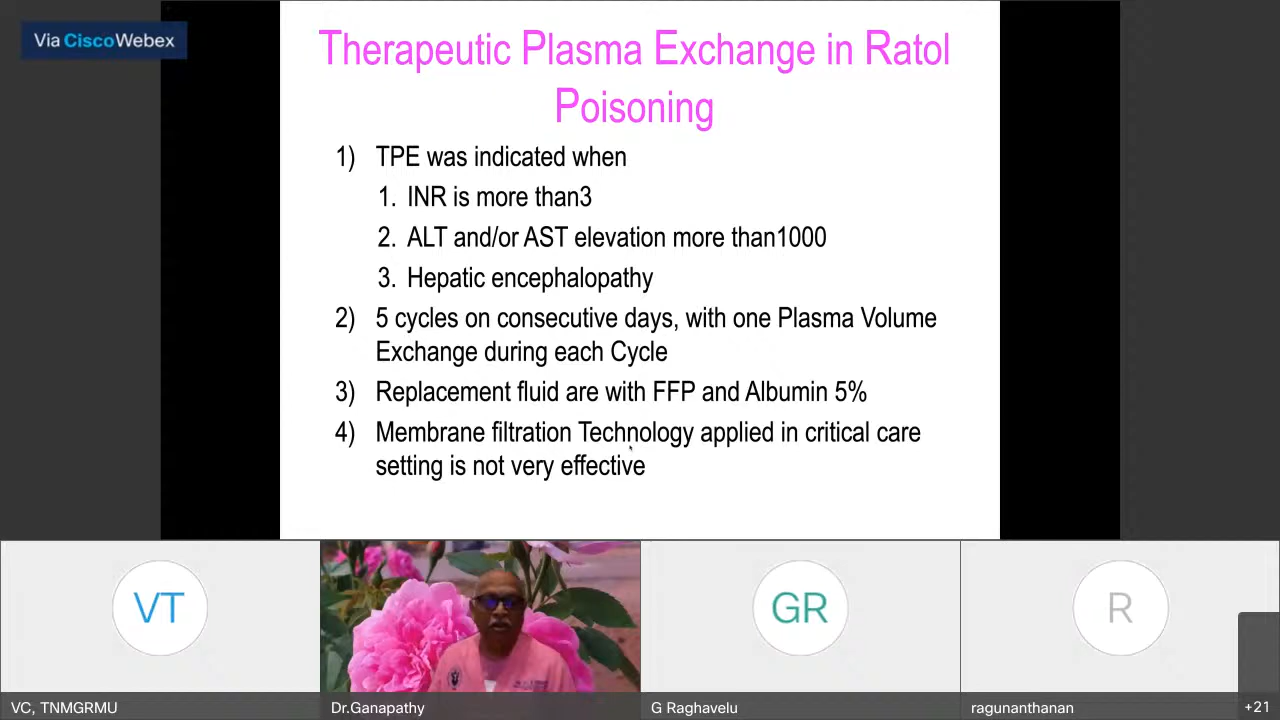 Via Cisco Webex
Therapeutic Plasma Exchange in Ratol
Poisoning
1) TPE was indicated when
1. INR is more than3
2. ALT and/or AST elevation more than1000
3. Hepatic encephalopathy
2) 5 cycles on consecutive days, with one Plasma Volume
Exchange during each Cycle
3) Replacement fluid are with FFP and Albumin 5%
4) Membrane filtration Technology applied in critical care
setting is not very effective
VT
GR
R
VC, TNMGRMU
Dr.Ganapathy
G Raghavelu
ragunanthanan
+21